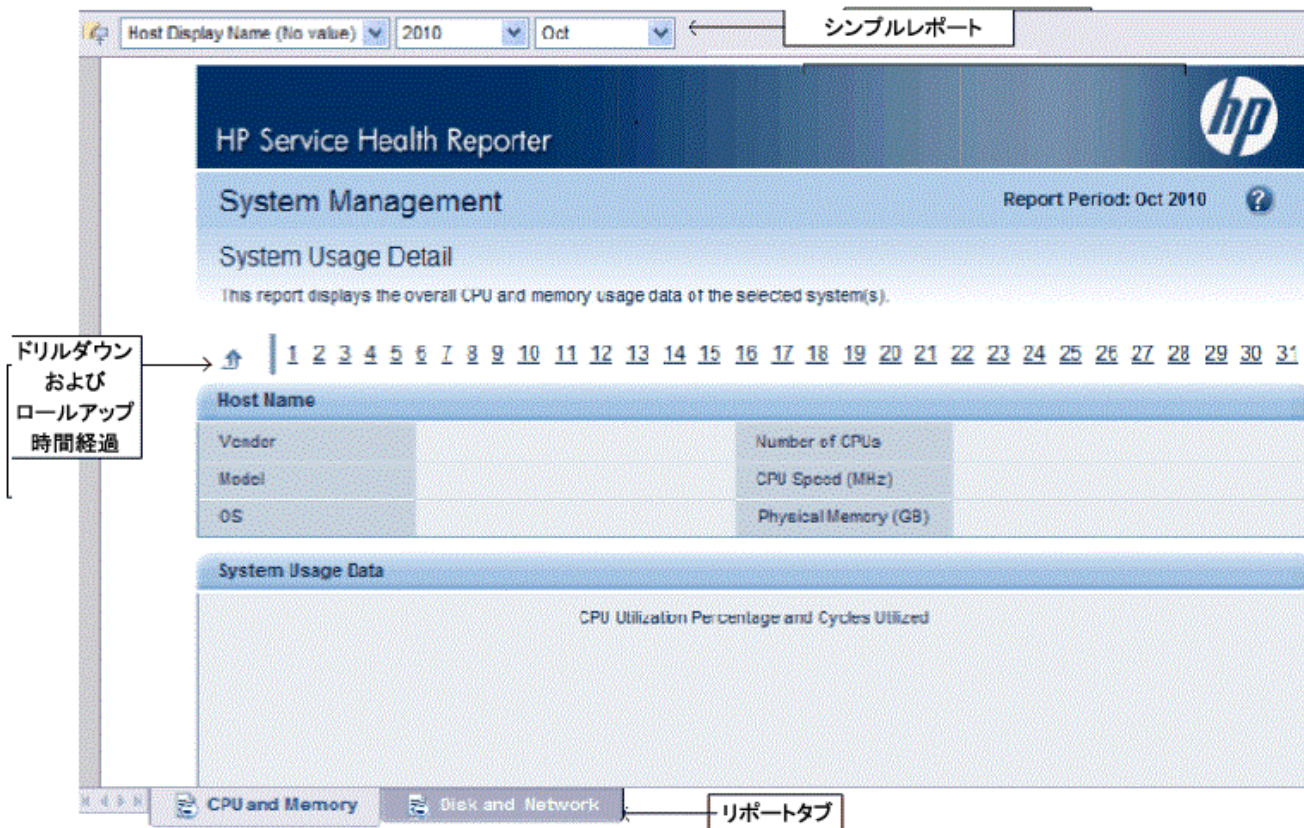 Host Display Name (No value) 2010 Oct シンプルレポート
hp
HP Service Health Reporter
System Management Report Period: Oct 2010 ?
System Usage Detail
This report displays the overall CPU and memory usage data of the selected system(s).
ドリルダウン
および
ロールアップ
時間経過
1 2 3 4 5 6 7 8 9 10 11 12 13 14 15 16 17 18 19 20 21 22 23 24 25 26 27 28 29 30 31
Host Name
Vendor Number of CPUs
Model CPU Speed (MHz)
OS Physical Memory (GB)
System Usage Data
CPU Utilization Percentage and Cycles Utilized
CPU and Memory Disk and Network リポートタブ